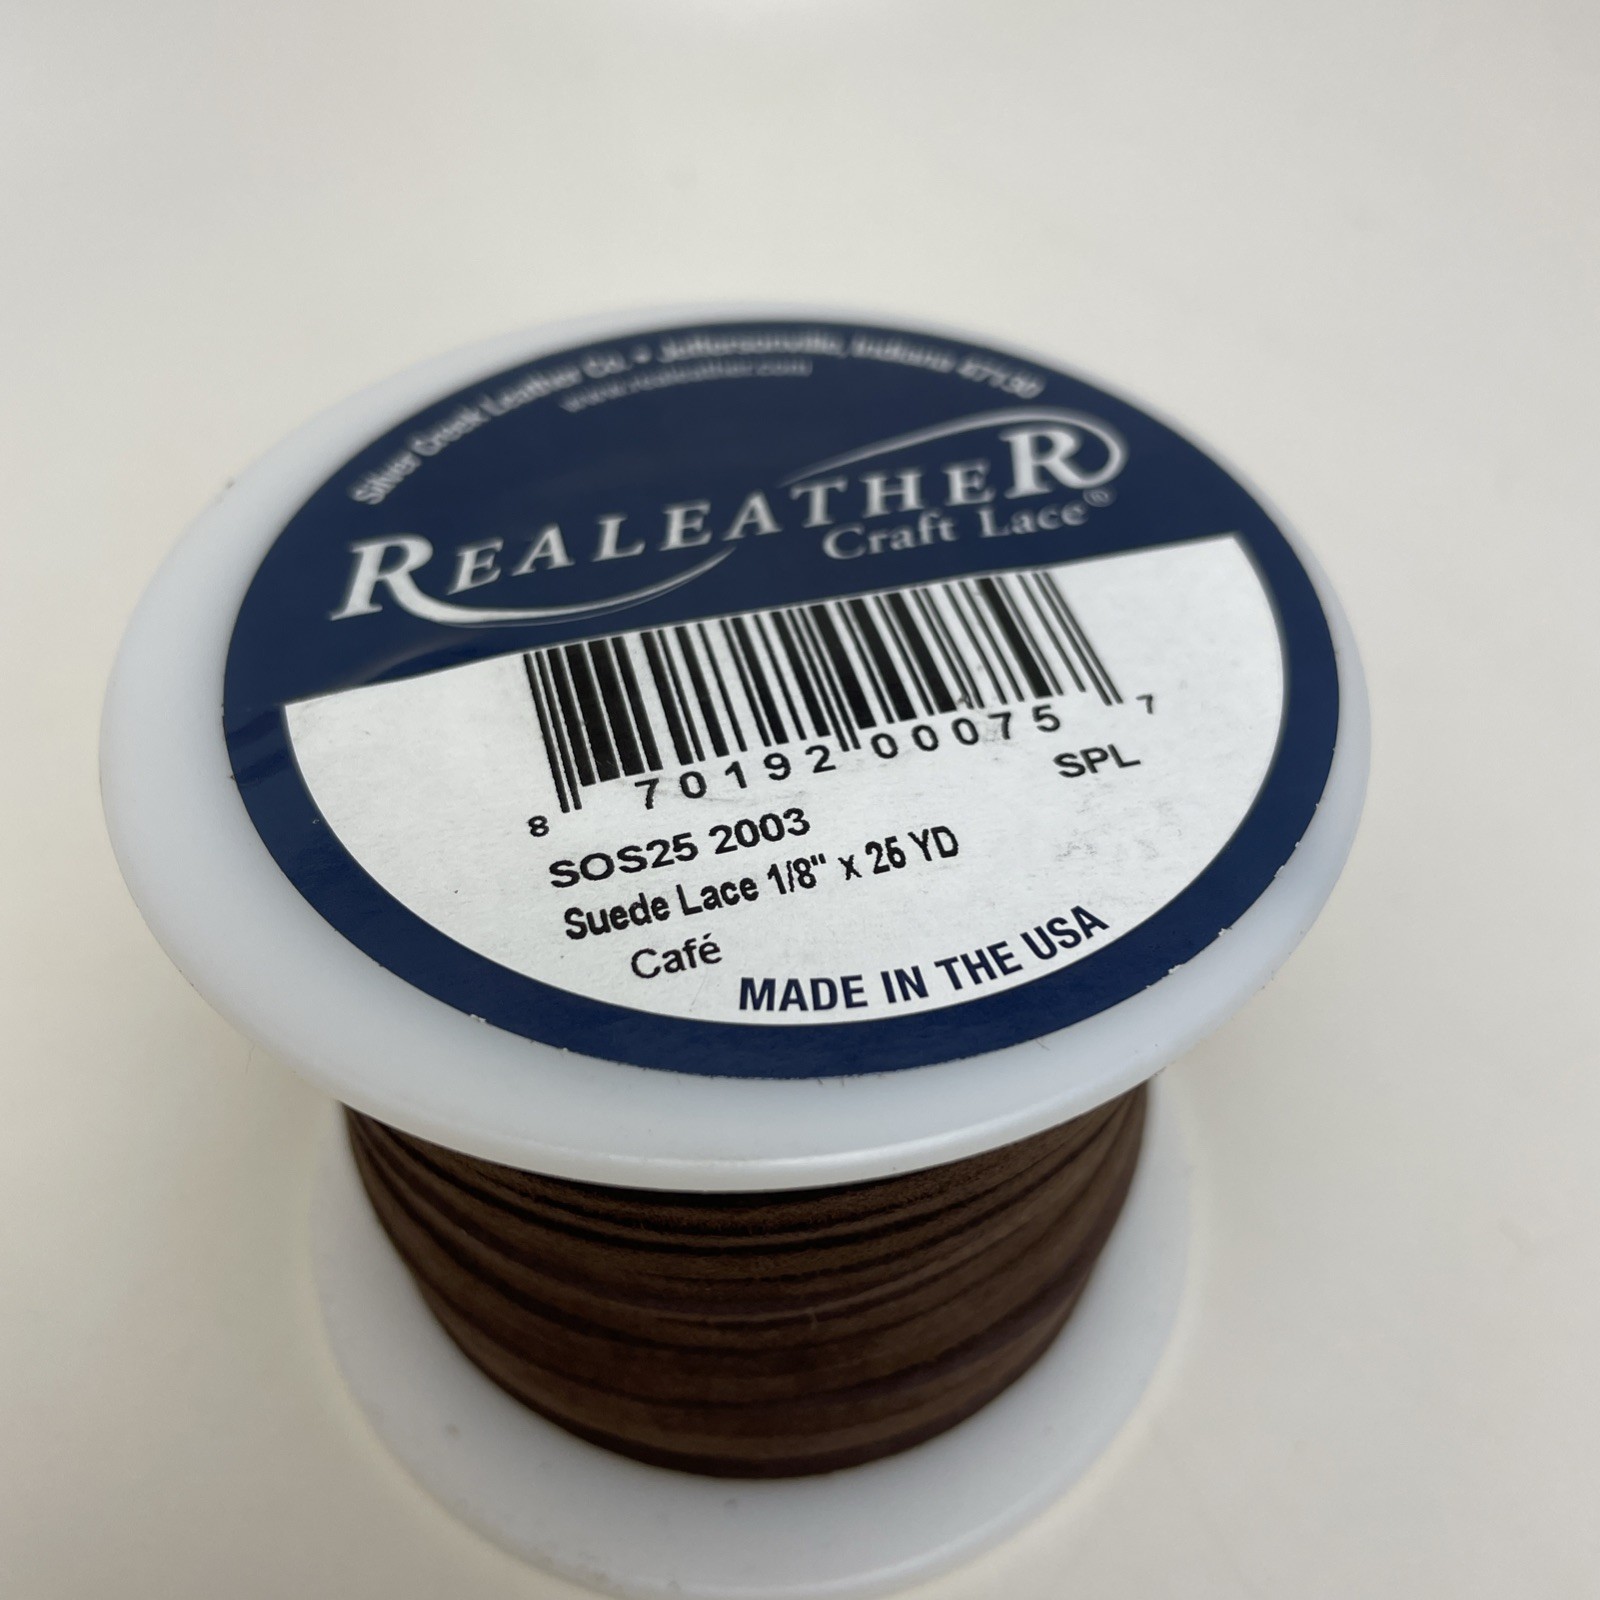 Silver Creek Leather Co. • Jeffersonville, Indiana 47130
www.realeather.com
REALEATHER
Craft Lace®
8 70192 00075 7
SPL
SOS25 2003
Suede Lace 1/8" x 25 YD
Café
MADE IN THE USA